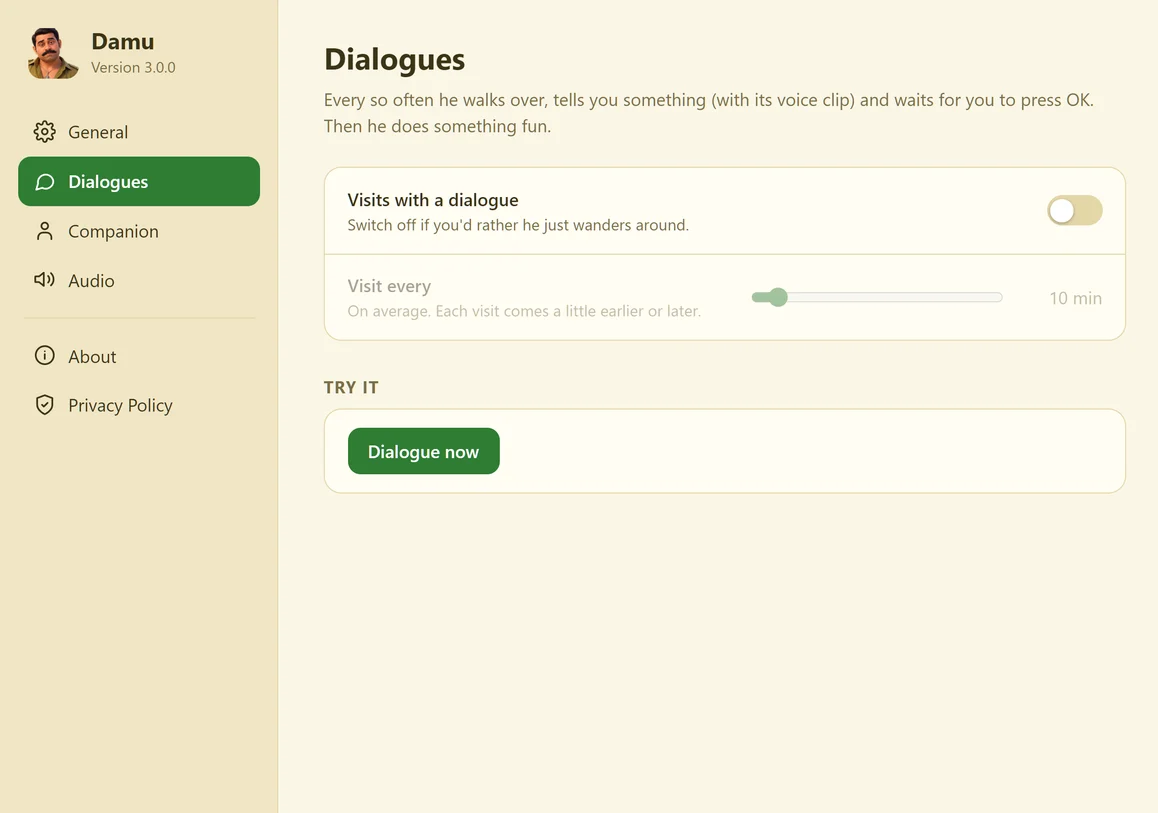 Damu
Version 3.0.0
General
Dialogues
Companion
Audio
About
Privacy Policy
Dialogues
Every so often he walks over, tells you something (with its voice clip) and waits for you to press OK.
Then he does something fun.
Visits with a dialogue
Switch off if you'd rather he just wanders around.
Visit every
On average. Each visit comes a little earlier or later.
10 min
TRY IT
Dialogue now